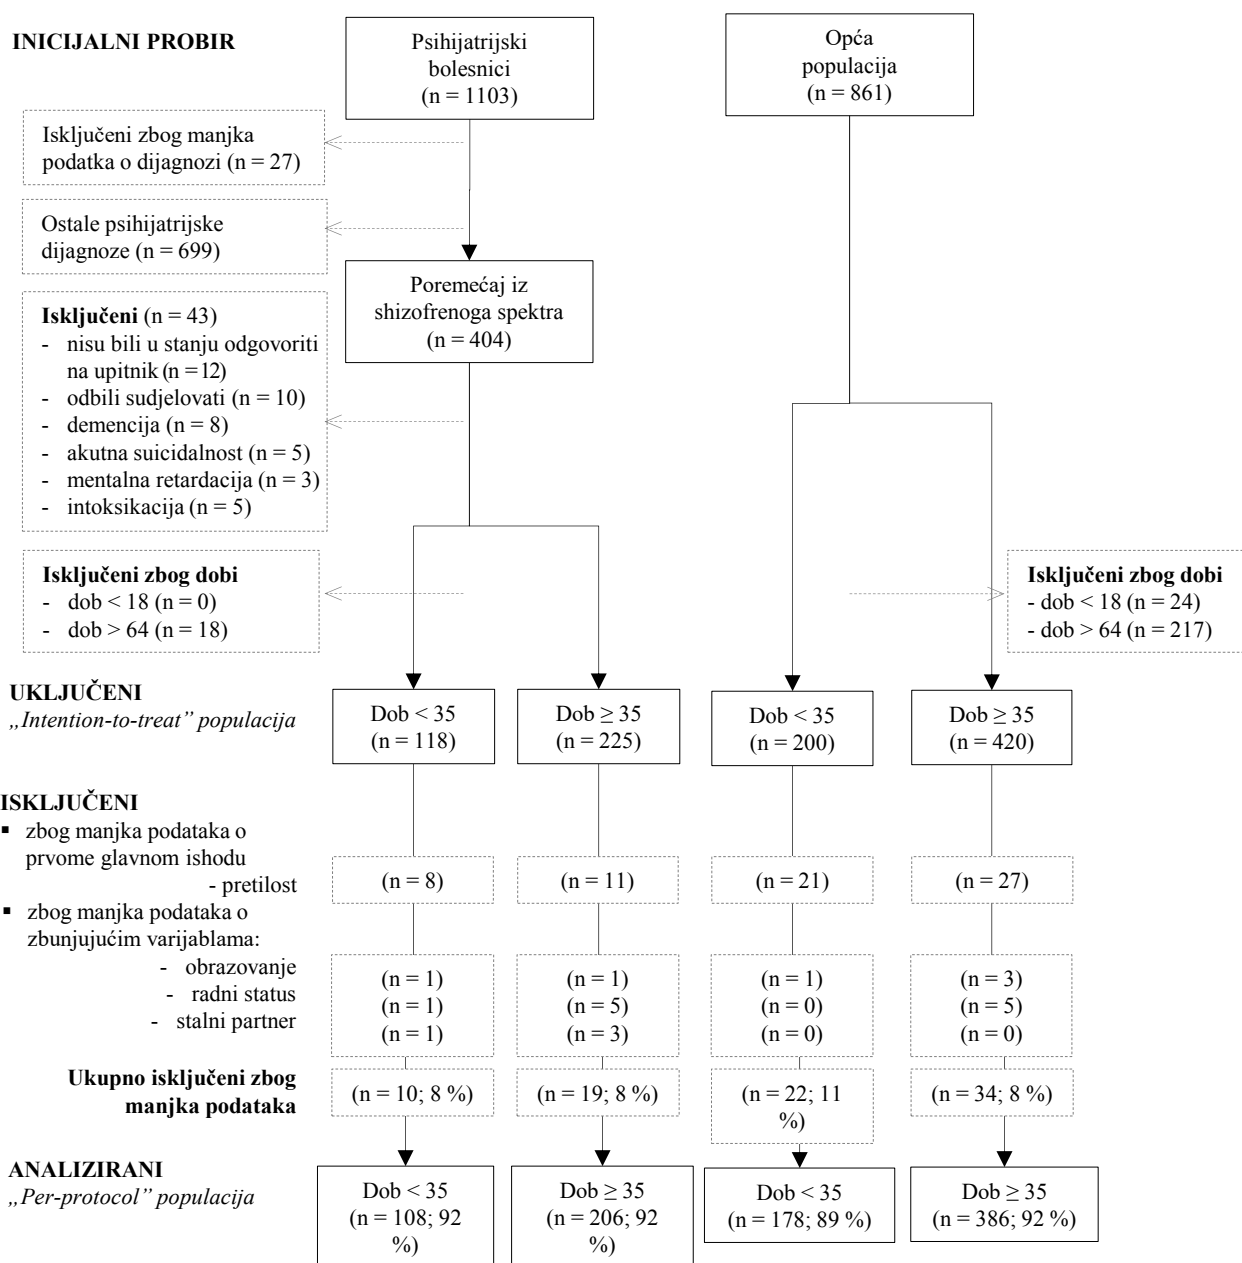 INICIJALNI PROBIR
Psihijatrijski
bolesnici
(n = 1103)
Opća
populacija
(n = 861)
Isključeni zbog manjka
podatka o dijagnozi (n = 27)
Ostale psihijatrijske
dijagnoze (n = 699)
Poremećaj iz
shizofrenoga spektra
(n = 404)
Isključeni (n = 43)
- nisu bili u stanju odgovoriti
na upitnik (n = 12)
- odbili sudjelovati (n = 10)
- demencija (n = 8)
- akutna suicidalnost (n = 5)
- mentalna retardacija (n = 3)
- intoksikacija (n = 5)
Isključeni zbog dobi
- dob < 18 (n = 0)
- dob > 64 (n = 18)
Isključeni zbog dobi
- dob < 18 (n = 24)
- dob > 64 (n = 217)
UKLJUČENI
„Intention-to-treat” populacija
Dob < 35
(n = 118)
Dob ≥ 35
(n = 225)
Dob < 35
(n = 200)
Dob ≥ 35
(n = 420)
ISKLJUČENI
▪ zbog manjka podataka o
prvome glavnom ishodu
- pretilost
(n = 8)
(n = 11)
(n = 21)
(n = 27)
▪ zbog manjka podataka o
zbunjujućim varijablama:
- obrazovanje
- radni status
- stalni partner
(n = 1)
(n = 1)
(n = 1)
(n = 1)
(n = 5)
(n = 3)
(n = 1)
(n = 0)
(n = 0)
(n = 3)
(n = 5)
(n = 0)
Ukupno isključeni zbog
manjka podataka
(n = 10; 8 %)
(n = 19; 8 %)
(n = 22; 11
%)
(n = 34; 8 %)
ANALIZIRANI
„Per-protocol” populacija
Dob < 35
(n = 108; 92
%)
Dob ≥ 35
(n = 206; 92
%)
Dob < 35
(n = 178; 89 %)
Dob ≥ 35
(n = 386; 92 %)